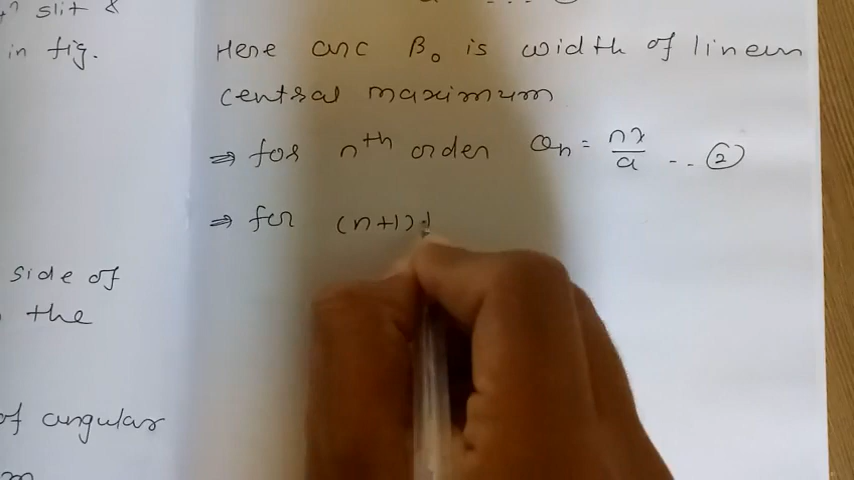 slit &
in fig.
side of
the
of angular
Here arc β₀ is width of linear
central maximum
⇒ for nᵗʰ order θₙ = nλ/a -- ②
⇒ for (n+1)t